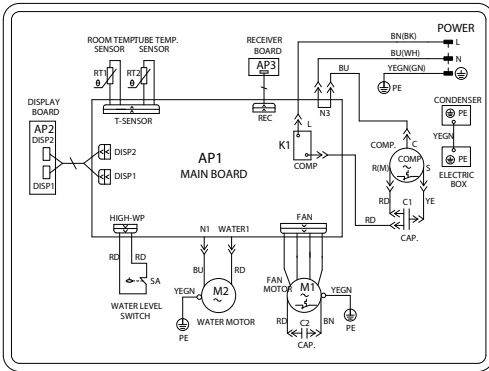 POWER
ROOM TEMP. TUBE TEMP.
SENSOR SENSOR
RECEIVER
BOARD
BN(BK)
L
BU(WH)
N
YEGN(GN)
PE
RT1
θ
RT2
θ
AP3
BU
DISPLAY
BOARD
AP2
DISP2
DISP1
T-SENSOR
REC
L
N3
CONDENSER
PE
YEGN
PE
ELECTRIC
BOX
DISP2
DISP1
AP1
MAIN BOARD
K1
COMP
COMP.
C
COMP
R(M)
S
RD
YE
C1
RD
CAP.
HIGH-WP
N1
WATER1
FAN
RD
RD
SA
WATER LEVEL
SWITCH
BU
RD
YEGN
M2
WATER MOTOR
PE
FAN
MOTOR
M1
YEGN
PE
RD
BN
C2
CAP.